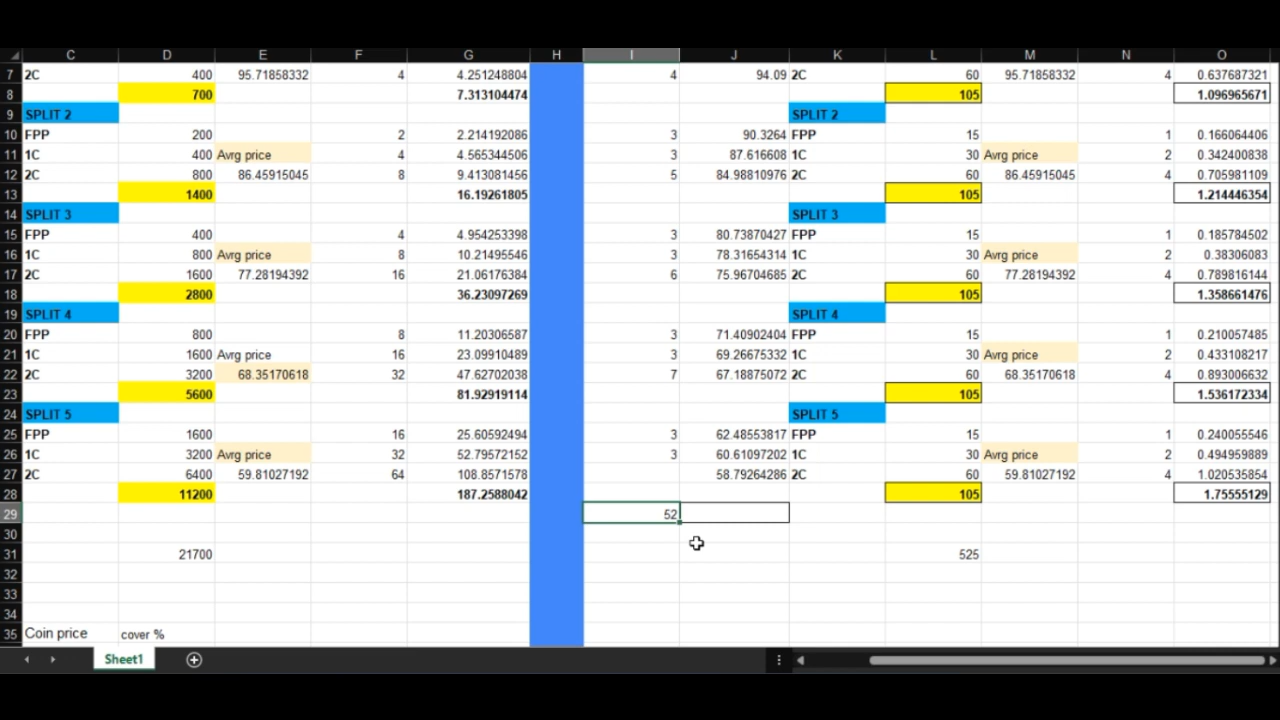 C D E F G H I J K L M N O
7 2C 400 95.71858332 4 4.251248804 4 94.09 2C 60 95.71858332 4 0.637687321
8 700 7.313104474 105 1.096965671
9 SPLIT 2 SPLIT 2
10 FPP 200 2 2.214192086 3 90.3264 FPP 15 1 0.166064406
11 1C 400 Avrg price 4 4.565344506 3 87.616608 1C 30 Avrg price 2 0.342400838
12 2C 800 86.45915045 8 9.413081456 5 84.98810976 2C 60 86.45915045 4 0.705981109
13 1400 16.19261805 105 1.214446354
14 SPLIT 3 SPLIT 3
15 FPP 400 4 4.954253398 3 80.73870427 FPP 15 1 0.185784502
16 1C 800 Avrg price 8 10.21495546 3 78.31654314 1C 30 Avrg price 2 0.38306083
17 2C 1600 77.28194392 16 21.06176384 6 75.96704685 2C 60 77.28194392 4 0.789816144
18 2800 36.23097269 105 1.358661476
19 SPLIT 4 SPLIT 4
20 FPP 800 8 11.20306587 3 71.40902404 FPP 15 1 0.210057485
21 1C 1600 Avrg price 16 23.09910489 3 69.26675332 1C 30 Avrg price 2 0.433108217
22 2C 3200 68.35170618 32 47.62702038 7 67.18875072 2C 60 68.35170618 4 0.893006632
23 5600 81.92919114 105 1.536172334
24 SPLIT 5 SPLIT 5
25 FPP 1600 16 25.60592494 3 62.48553817 FPP 15 1 0.240055546
26 1C 3200 Avrg price 32 52.79572152 3 60.61097202 1C 30 Avrg price 2 0.494959889
27 2C 6400 59.81027192 64 108.8571578 58.79264286 2C 60 59.81027192 4 1.020535854
28 11200 187.2588042 105 1.75555129
29 52
30
31 21700 525
32
33
34
35 Coin price cover %
Sheet1